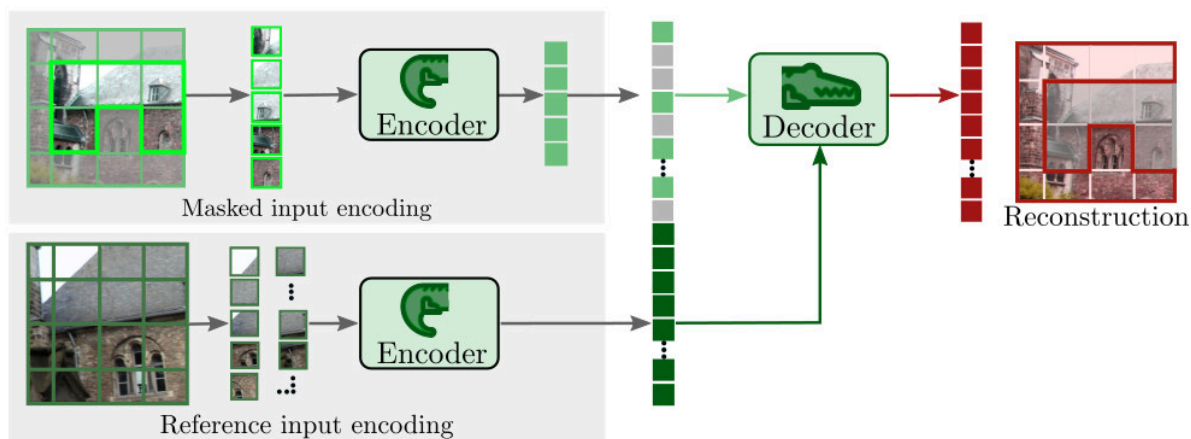 Encoder
Decoder
Masked input encoding
Reconstruction
Encoder
Reference input encoding